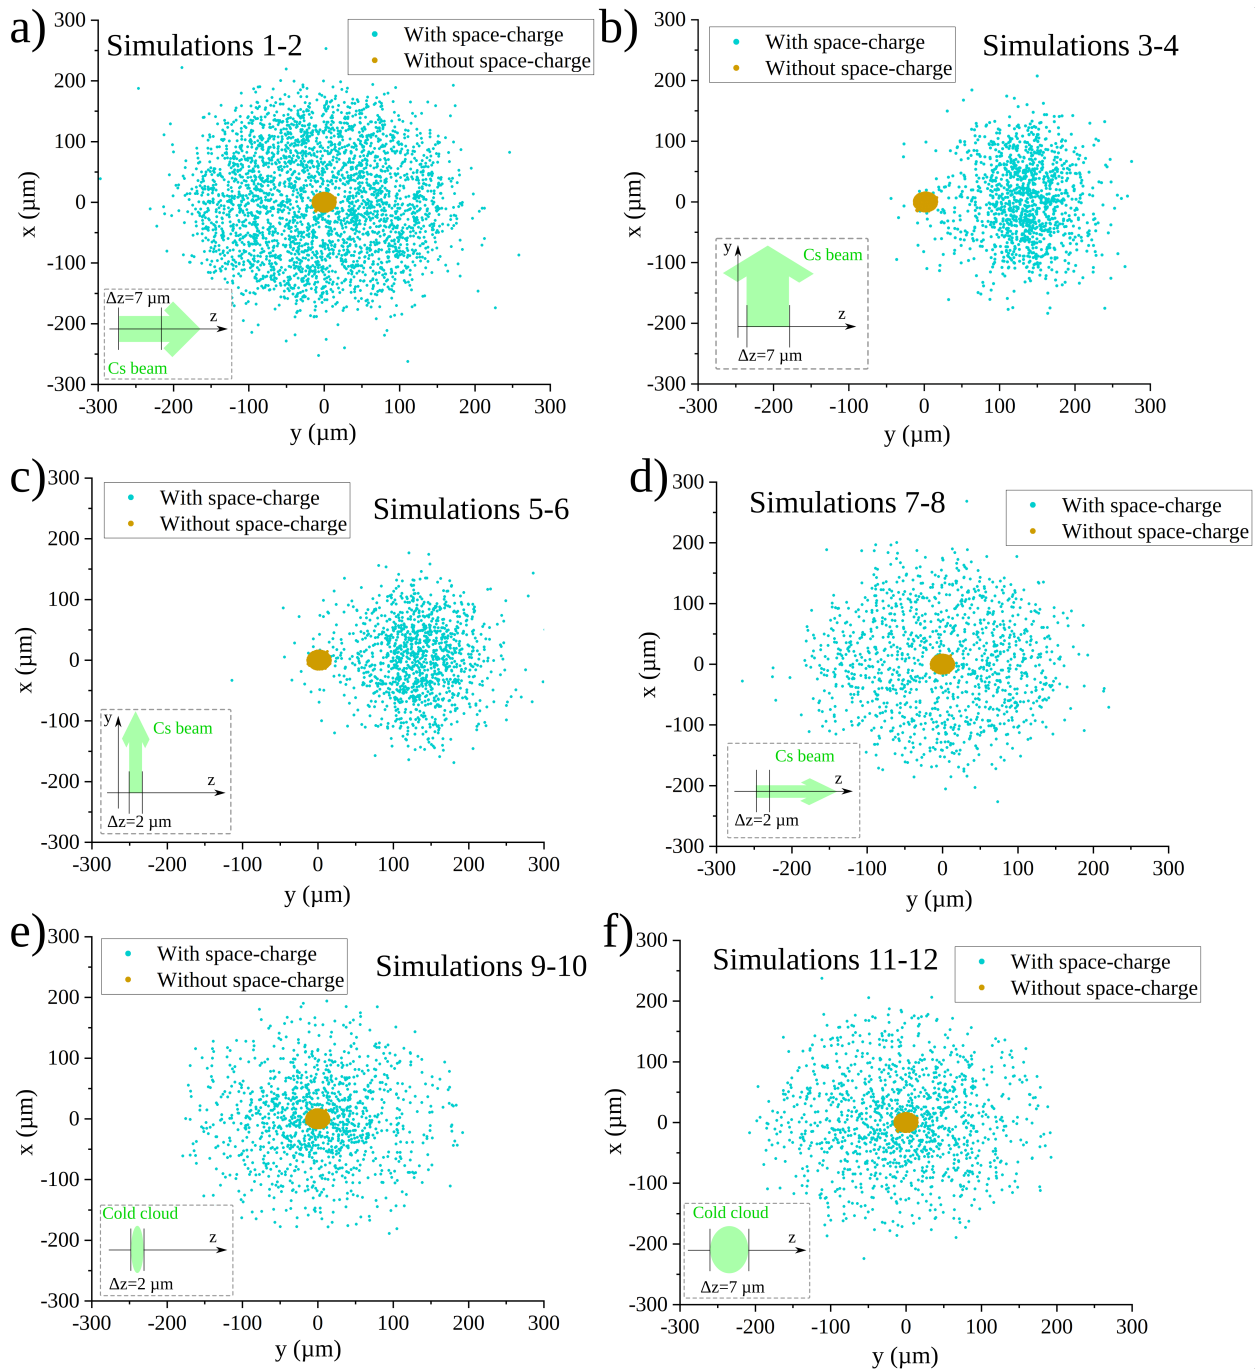 a)
Simulations 1-2
With space-charge
Without space-charge
300
200
100
0
-100
-200
-300
x (µm)
-300 -200 -100 0 100 200 300
y (µm)
Δz=7 µm
z
Cs beam
b)
Simulations 3-4
With space-charge
Without space-charge
300
200
100
0
-100
-200
-300
x (µm)
-300 -200 -100 0 100 200 300
y (µm)
y
Cs beam
z
Δz=7 µm
c)
Simulations 5-6
With space-charge
Without space-charge
300
200
100
0
-100
-200
-300
x (µm)
-300 -200 -100 0 100 200 300
y (µm)
y
Cs beam
z
Δz=2 µm
d)
Simulations 7-8
With space-charge
Without space-charge
300
200
100
0
-100
-200
-300
x (µm)
-300 -200 -100 0 100 200 300
y (µm)
Cs beam
z
Δz=2 µm
e)
Simulations 9-10
With space-charge
Without space-charge
300
200
100
0
-100
-200
-300
x (µm)
-300 -200 -100 0 100 200 300
y (µm)
Cold cloud
z
Δz=2 µm
f)
Simulations 11-12
With space-charge
Without space-charge
300
200
100
0
-100
-200
-300
x (µm)
-300 -200 -100 0 100 200 300
y (µm)
Cold cloud
z
Δz=7 µm